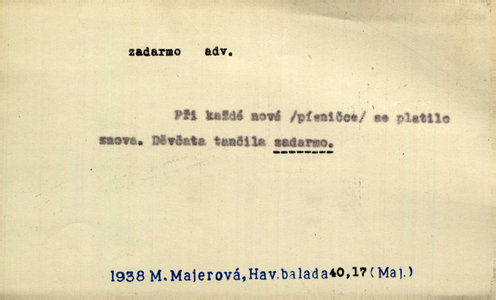 zadarmo adv.
Při každé nové /písničce/ se platilo
znova. Děvčata tančila zadarmo.
1938 M. Majerová, Hav. balada 40,17 (Maj.)